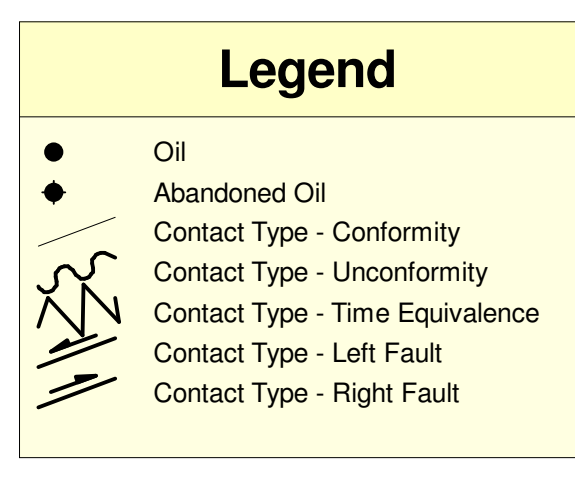 Legend
Oil
Abandoned Oil
Contact Type - Conformity
Contact Type - Unconformity
Contact Type - Time Equivalence
Contact Type - Left Fault
Contact Type - Right Fault